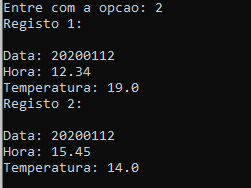 Entre com a opcao: 2
Registo 1:
Data: 20200112
Hora: 12.34
Temperatura: 19.0
Registo 2:
Data: 20200112
Hora: 15.45
Temperatura: 14.0